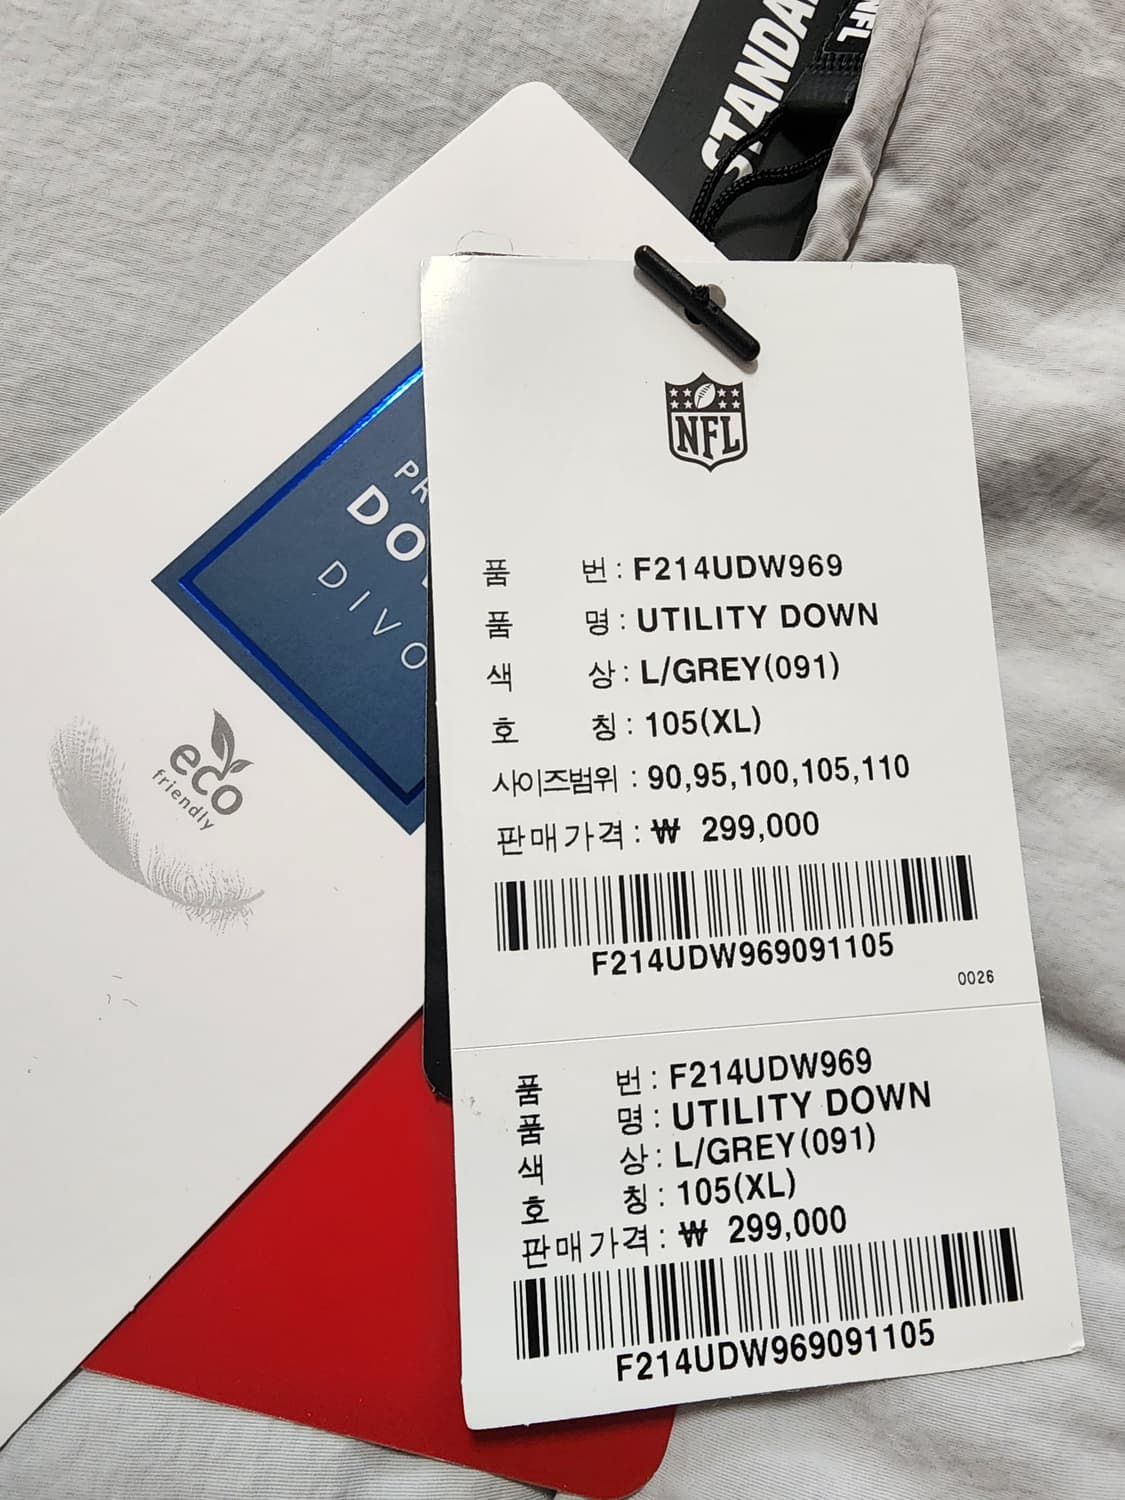 STANDA
NFL
NFL
품 번 : F214UDW969
품 명 : UTILITY DOWN
색 상 : L/GREY(091)
호 칭 : 105(XL)
사이즈범위 : 90,95,100,105,110
판매가격 : ₩ 299,000
F214UDW969091105
0026
품 번 : F214UDW969
품 명 : UTILITY DOWN
색 상 : L/GREY(091)
호 칭 : 105(XL)
판매가격 : ₩ 299,000
F214UDW969091105
PR
DO
DIVO
eco
friendly